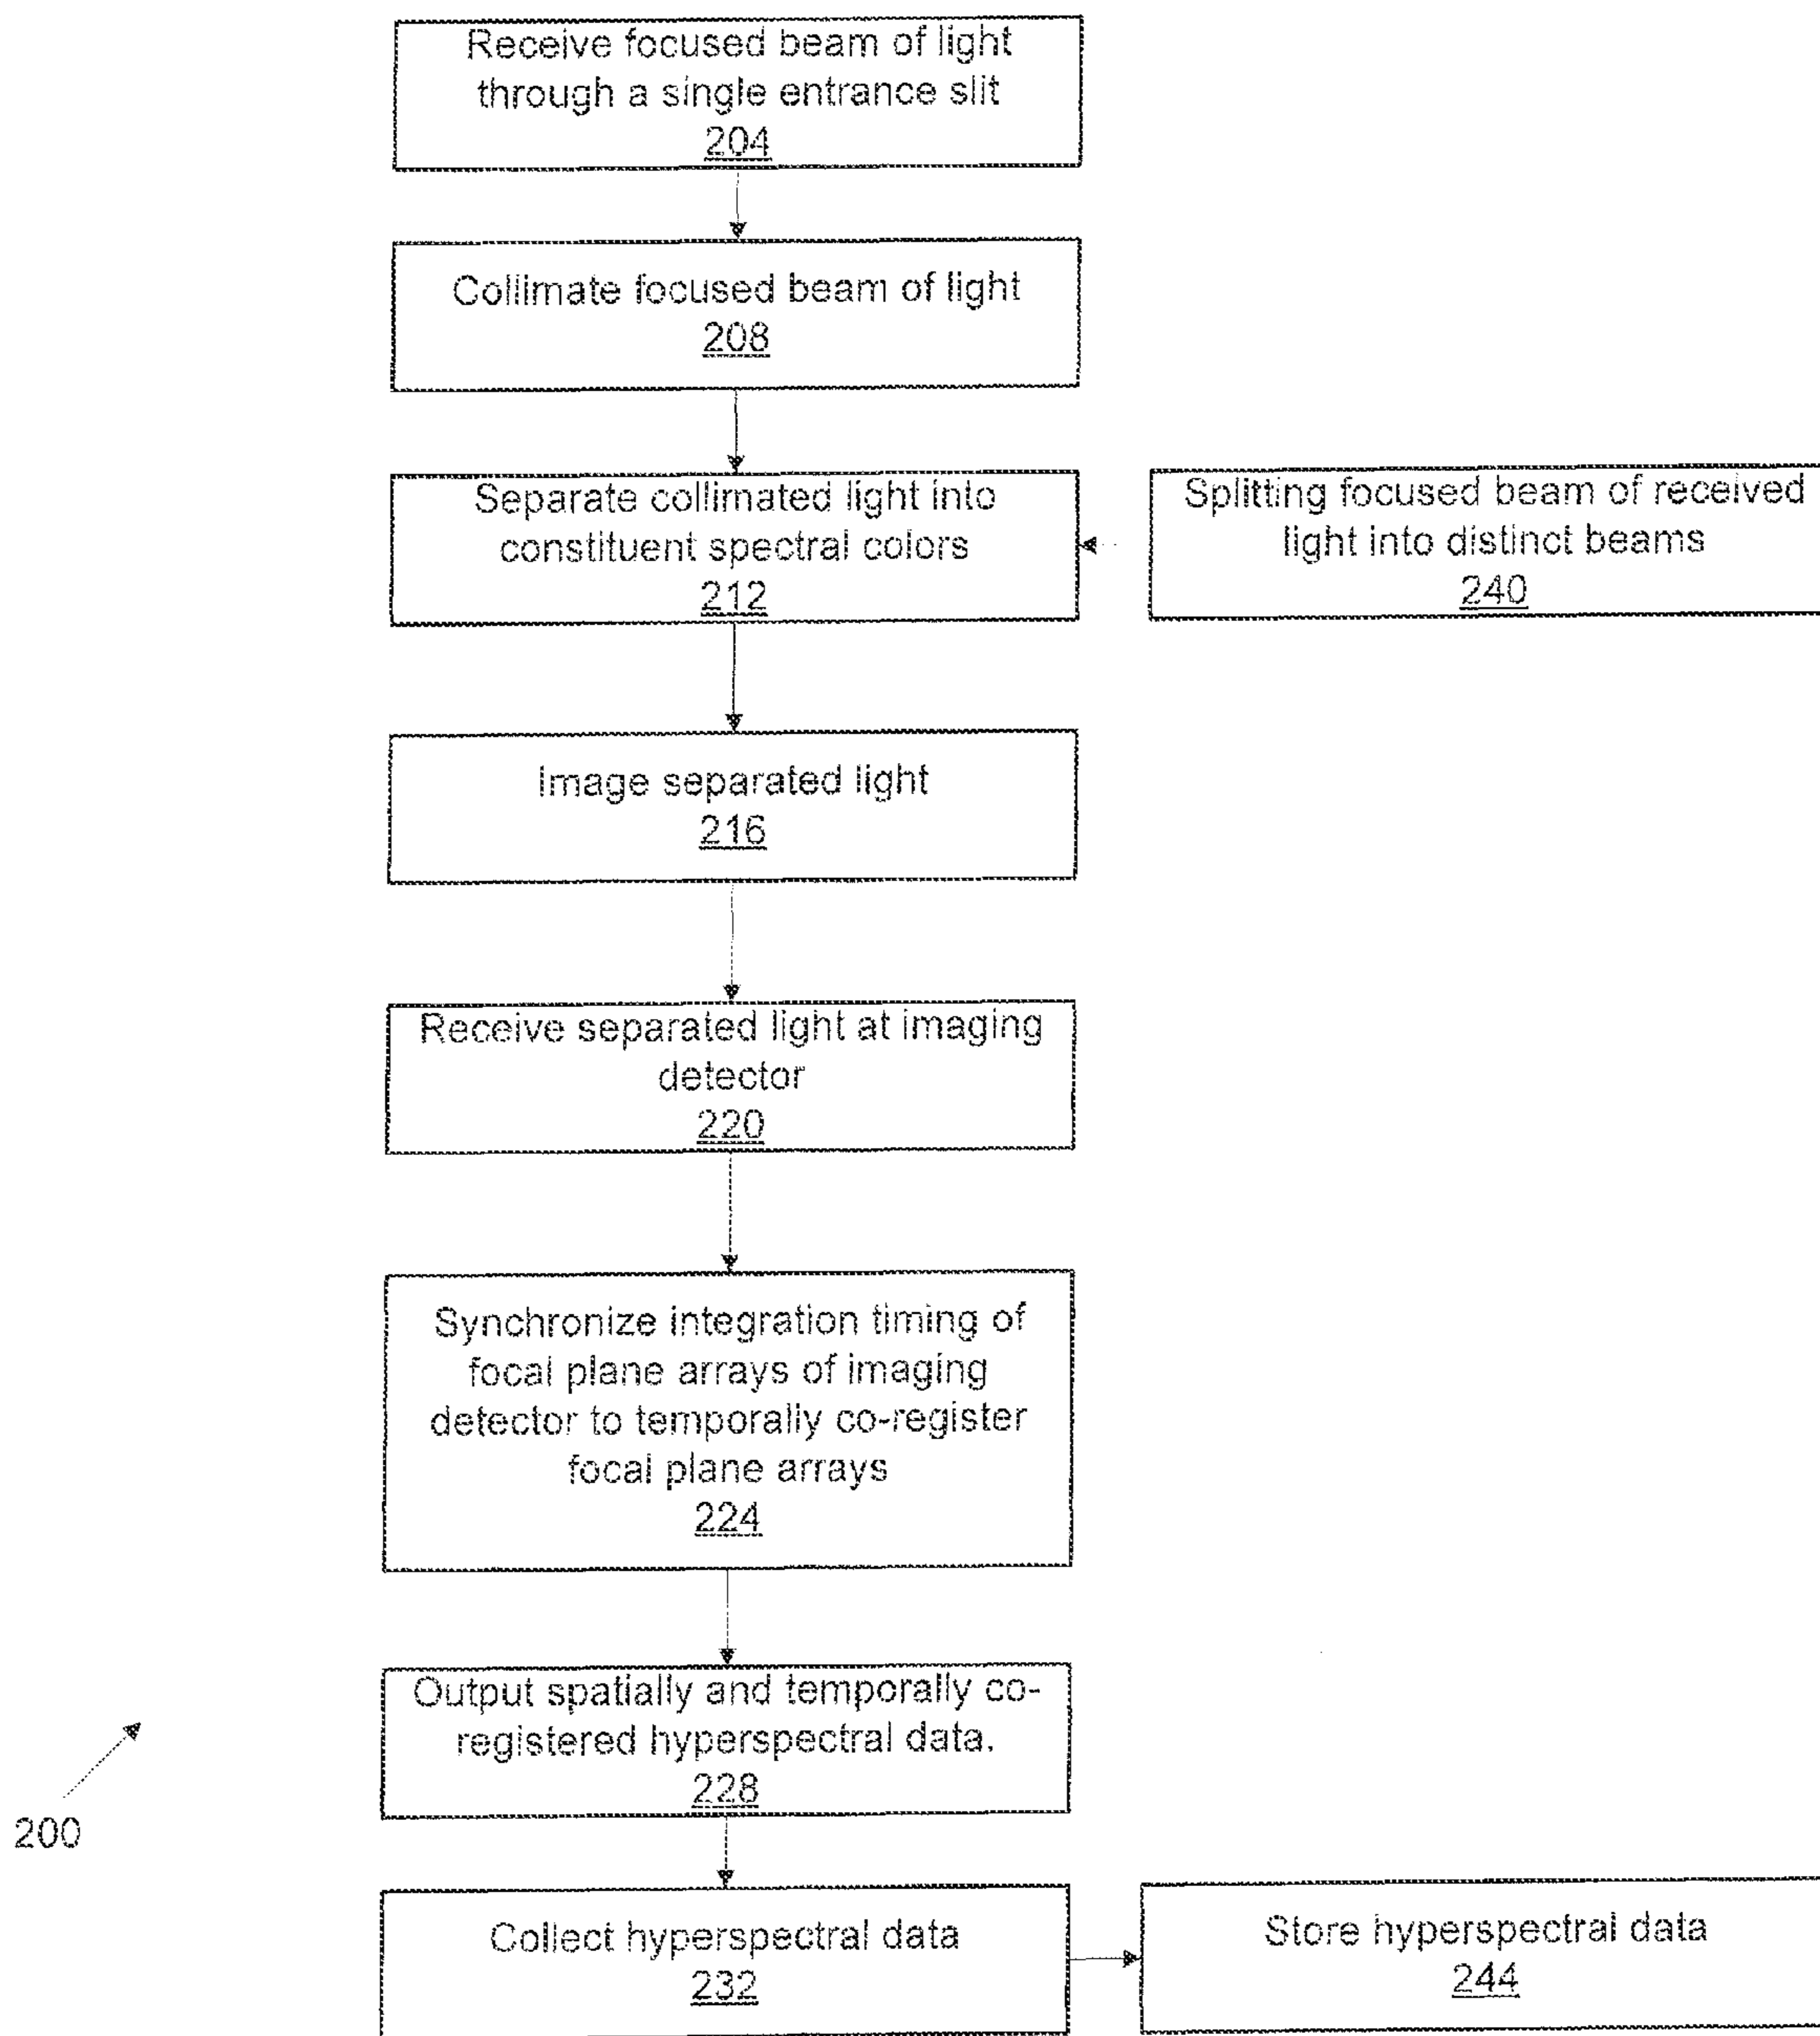 Receive focused beam of light
through a single entrance slit
204
Collimate focused beam of light
208
Separate collimated light into
constituent spectral colors
212
Splitting focused beam of received
light into distinct beams
240
Image separated light
216
Receive separated light at imaging
detector
220
Synchronize integration timing of
focal plane arrays of imaging
detector to temporally co-register
focal plane arrays
224
Output spatially and temporally co-
registered hyperspectral data.
228
200
Collect hyperspectral data
232
Store hyperspectral data
244